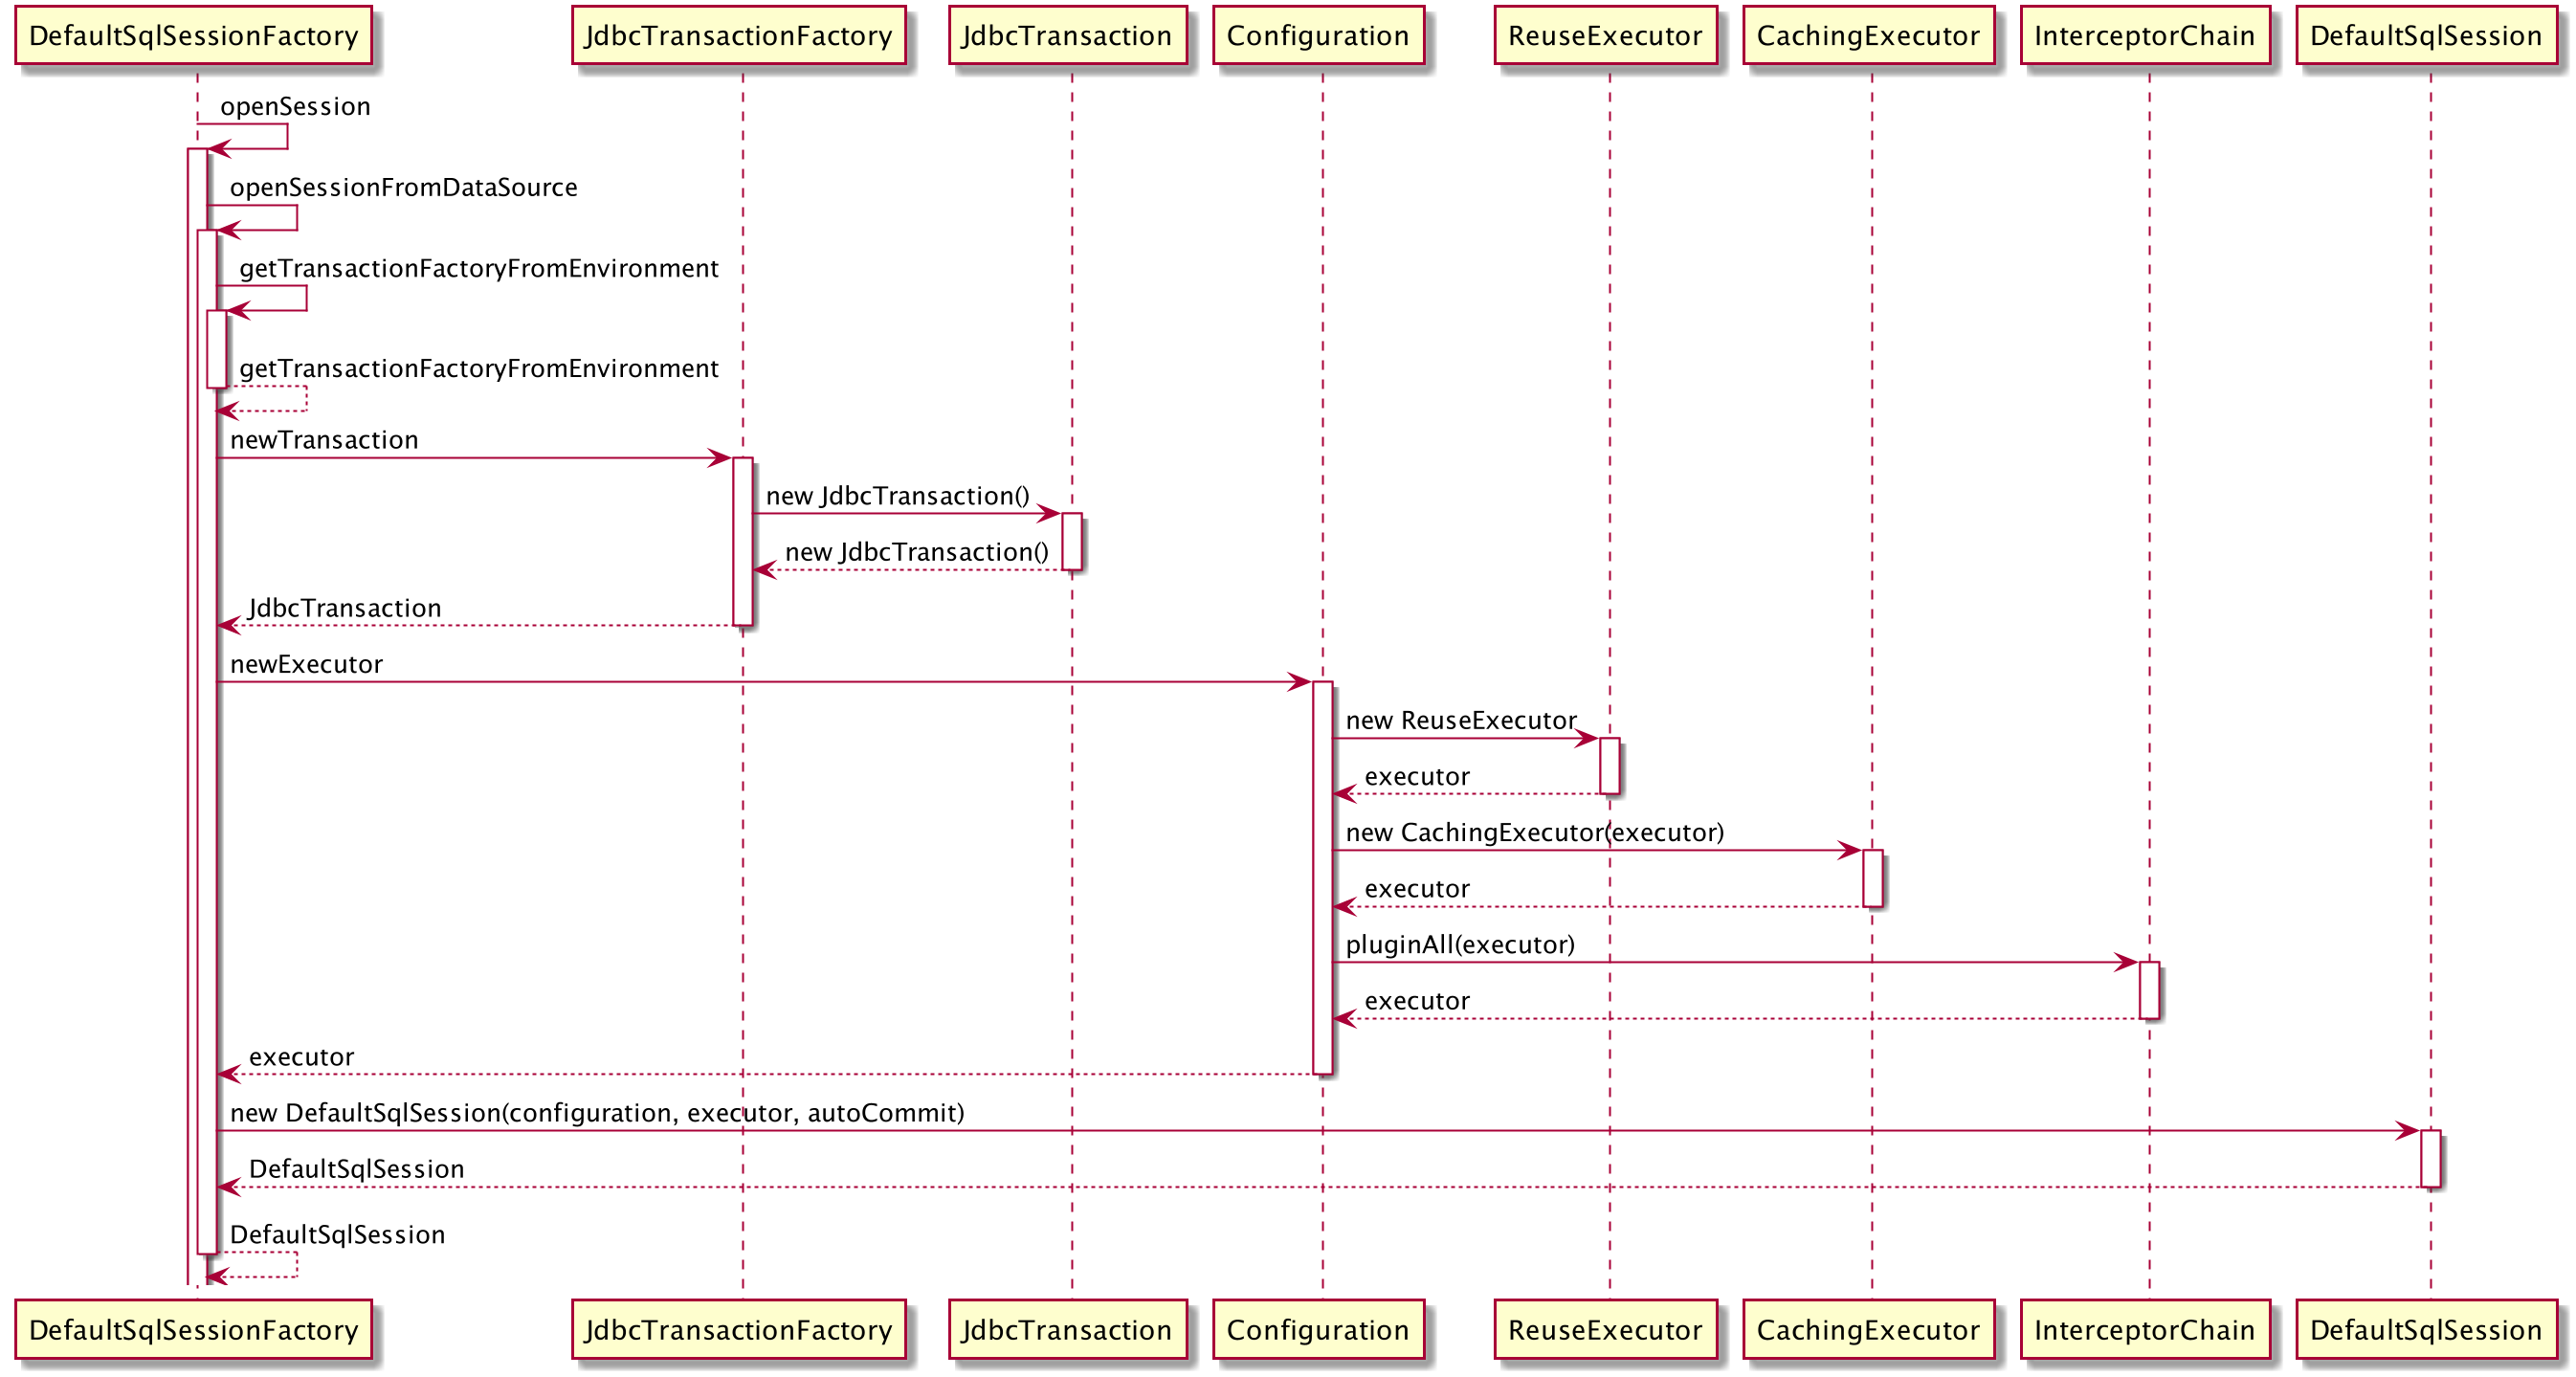 DefaultSqlSessionFactory
JdbcTransactionFactory
JdbcTransaction
Configuration
ReuseExecutor
CachingExecutor
InterceptorChain
DefaultSqlSession
openSession
openSessionFromDataSource
getTransactionFactoryFromEnvironment
getTransactionFactoryFromEnvironment
newTransaction
new JdbcTransaction()
new JdbcTransaction()
JdbcTransaction
newExecutor
new ReuseExecutor
executor
new CachingExecutor(executor)
executor
pluginAll(executor)
executor
executor
new DefaultSqlSession(configuration, executor, autoCommit)
DefaultSqlSession
DefaultSqlSession
DefaultSqlSessionFactory
JdbcTransactionFactory
JdbcTransaction
Configuration
ReuseExecutor
CachingExecutor
InterceptorChain
DefaultSqlSession